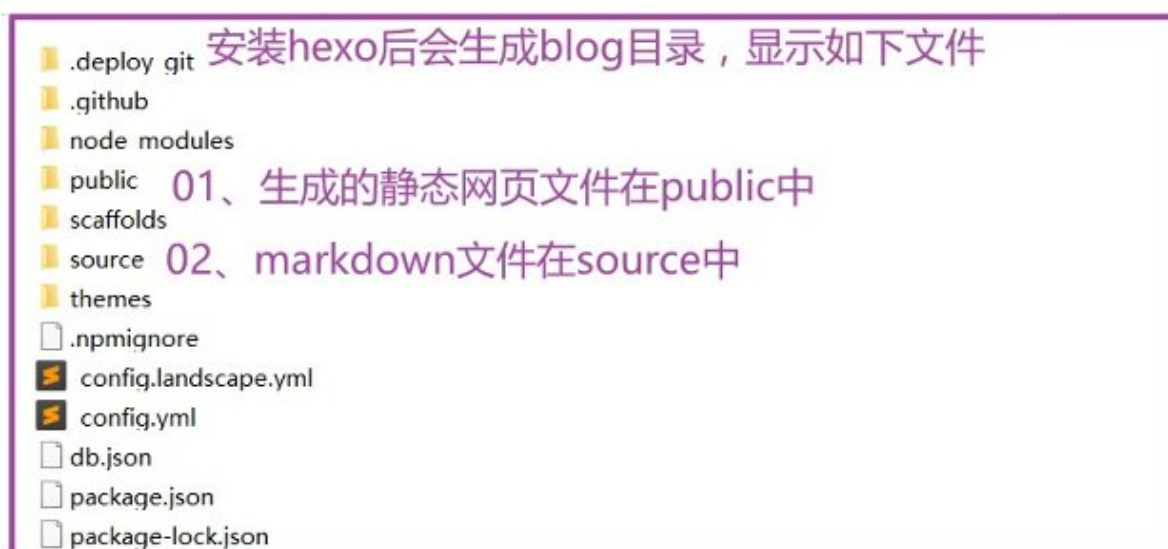 .deploy git 安装hexo后会生成blog目录，显示如下文件
.github
node modules
public 01、生成的静态网页文件在public中
scaffolds
source 02、markdown文件在source中
themes
.npmignore
config.landscape.yml
config.yml
db.json
package.json
package-lock.json